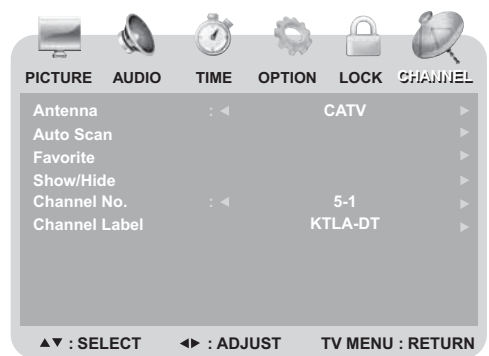 PICTURE AUDIO TIME OPTION LOCK CHANNEL
Antenna : ◀ CATV ▶
Auto Scan ▶
Favorite ▶
Show/Hide ▶
Channel No. : ◀ 5-1 ▶
Channel Label KTLA-DT ▶
▲▼ : SELECT ◀▶ : ADJUST TV MENU : RETURN